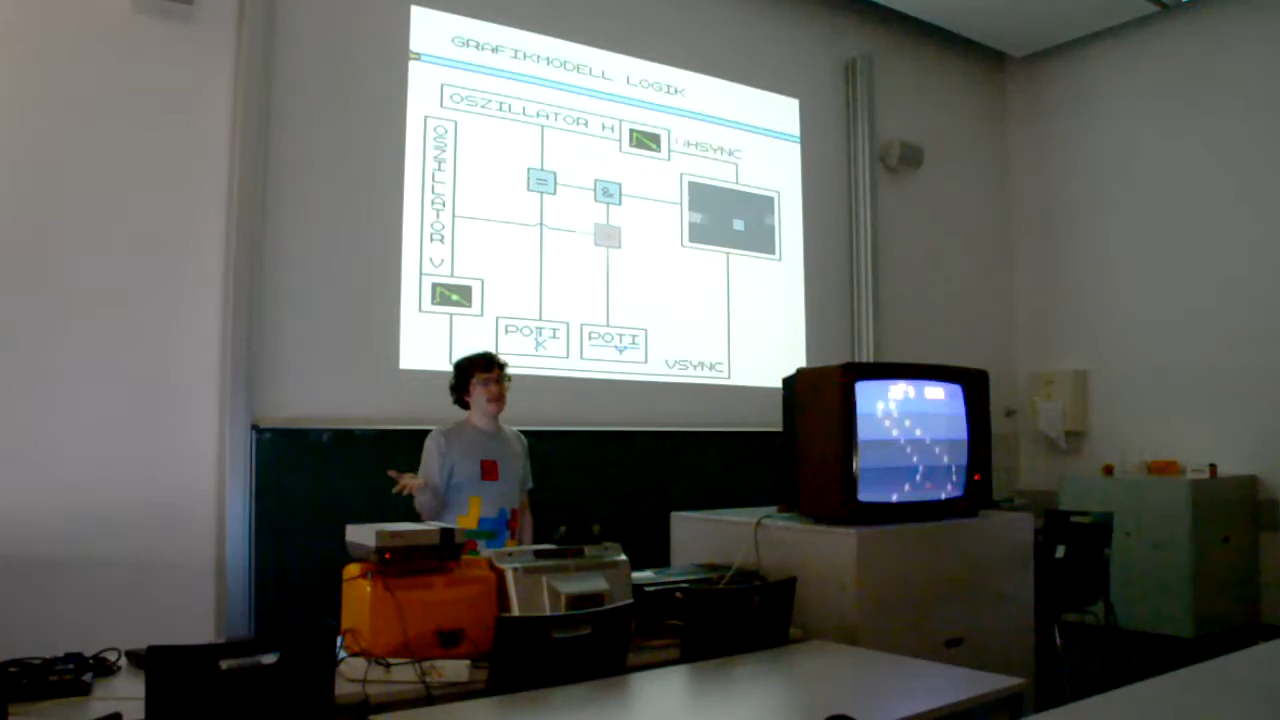 GRAFIKMODELL LOGIK
OSZILLATOR H
HSYNC
OSZILLATOR V
=
&
POTI
X
POTI
Y
VSYNC